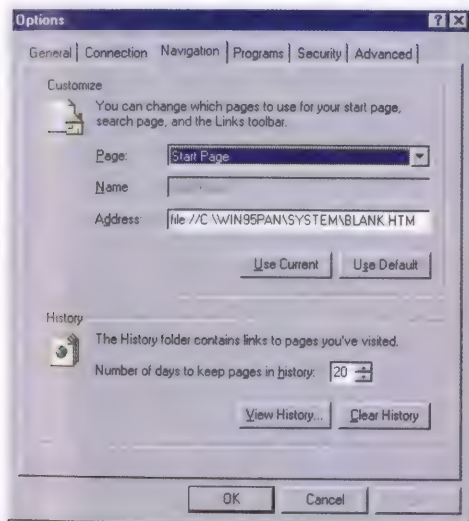 Options
General Connection Navigation Programs Security Advanced
Customize
You can change which pages to use for your start page,
search page, and the Links toolbar.
Page: Start Page
Name
Address: file //C \WIN95PAN\SYSTEM\BLANK.HTM
Use Current Use Default
History
The History folder contains links to pages you've visited.
Number of days to keep pages in history: 20
View History... Clear History
OK Cancel